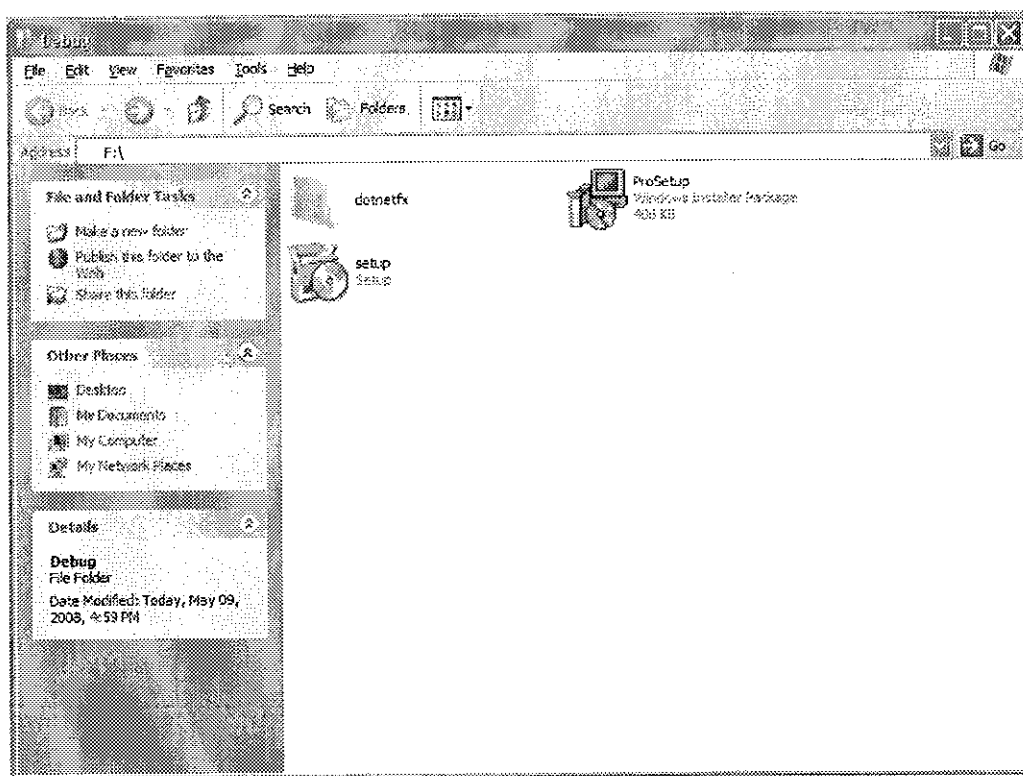 Debug
File Edit View Favorites Tools Help
Back Search Folders
Address F:\ Go
File and Folder Tasks
Make a new folder
Publish this folder to the
Web
Share this folder
Other Places
Desktop
My Documents
My Computer
My Network Places
Details
Debug
File Folder
Date Modified: Today, May 09,
2008, 4:59 PM
dotnetfx
ProSetup
Windows Installer Package
setup
Setup